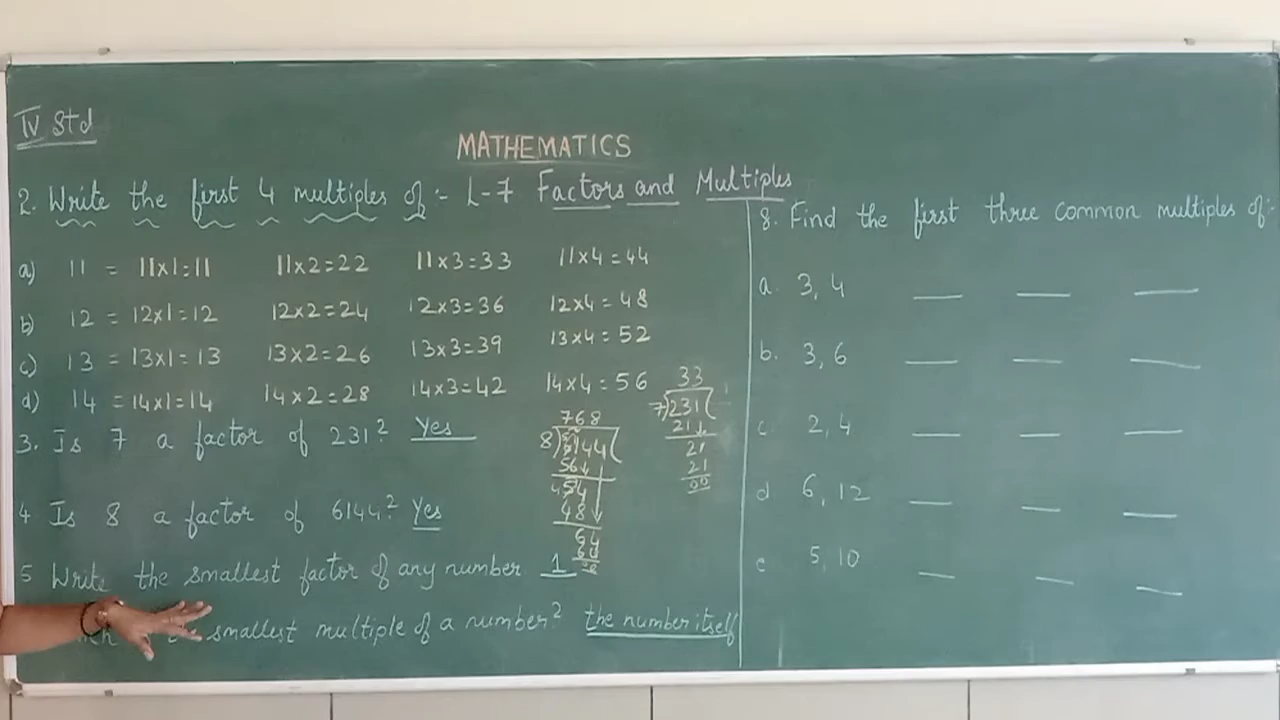 IV Std
MATHEMATICS
2. Write the first 4 multiples of :- L-7 Factors and Multiples
a) 11 = 11x1=11 11x2=22 11x3=33 11x4=44
b) 12 = 12x1=12 12x2=24 12x3=36 12x4=48
c) 13 = 13x1=13 13x2=26 13x3=39 13x4=52
d) 14 = 14x1=14 14x2=28 14x3=42 14x4=56
3. Is 7 a factor of 231? Yes
33
7)231(
21
21
21
00
768
8)6144(
56
54
48
64
64
00
4 Is 8 a factor of 6144? Yes
5 Write the smallest factor of any number 1
smallest multiple of a number? the number itself
8. Find the first three common multiples of:-
a. 3, 4
b. 3, 6
c. 2, 4
d 6, 12
e 5, 10